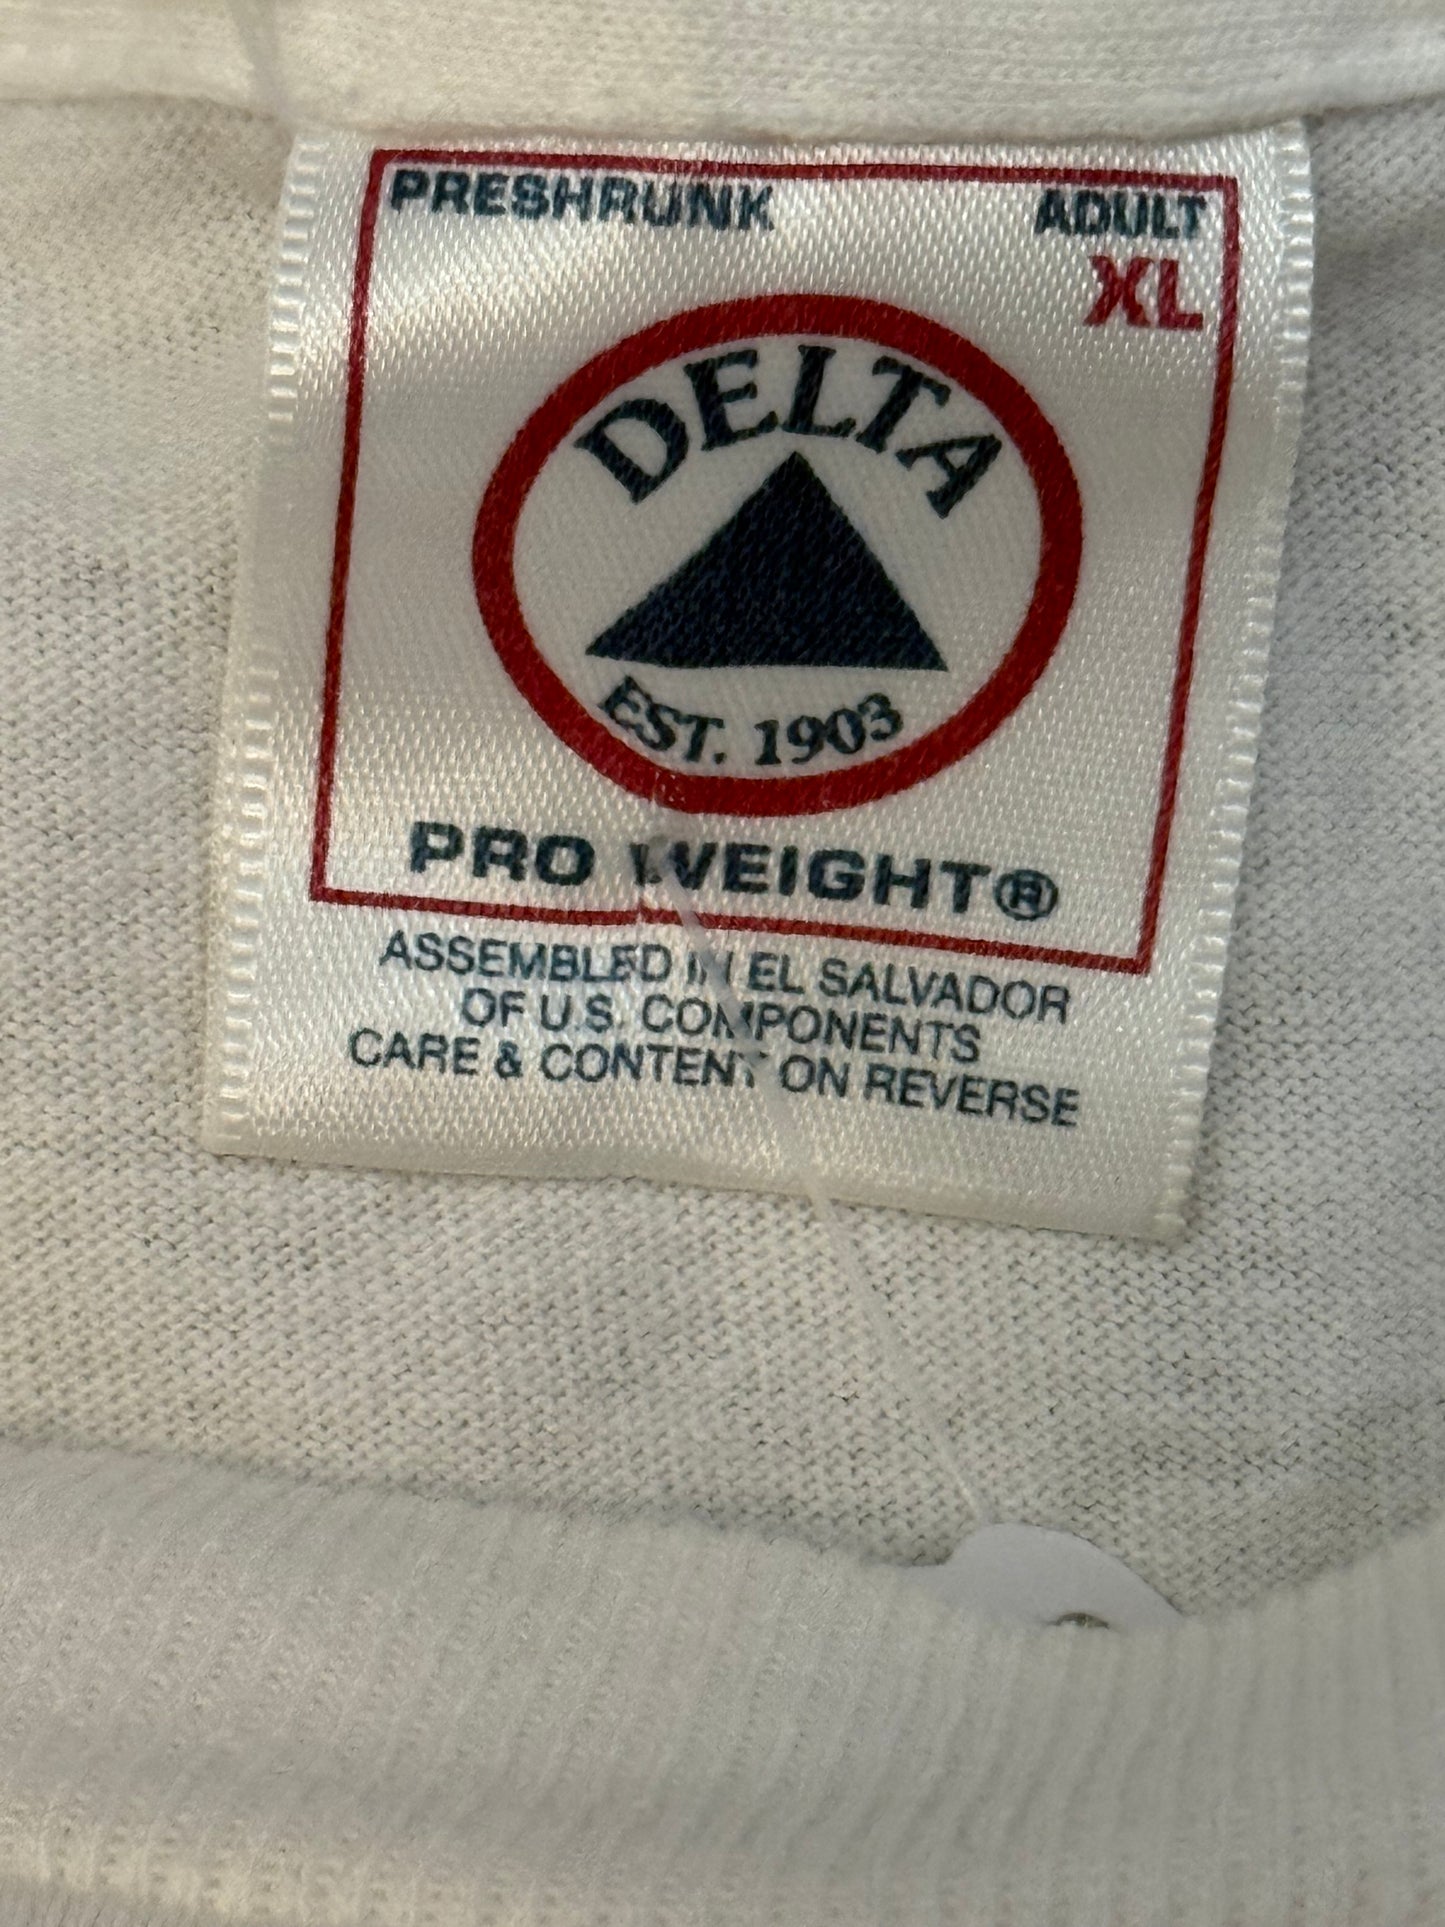 PRESHRUNK ADULT
XL
DELTA
EST. 1903
PRO WEIGHT®
ASSEMBLED IN EL SALVADOR
OF U.S. COMPONENTS
CARE & CONTENT ON REVERSE